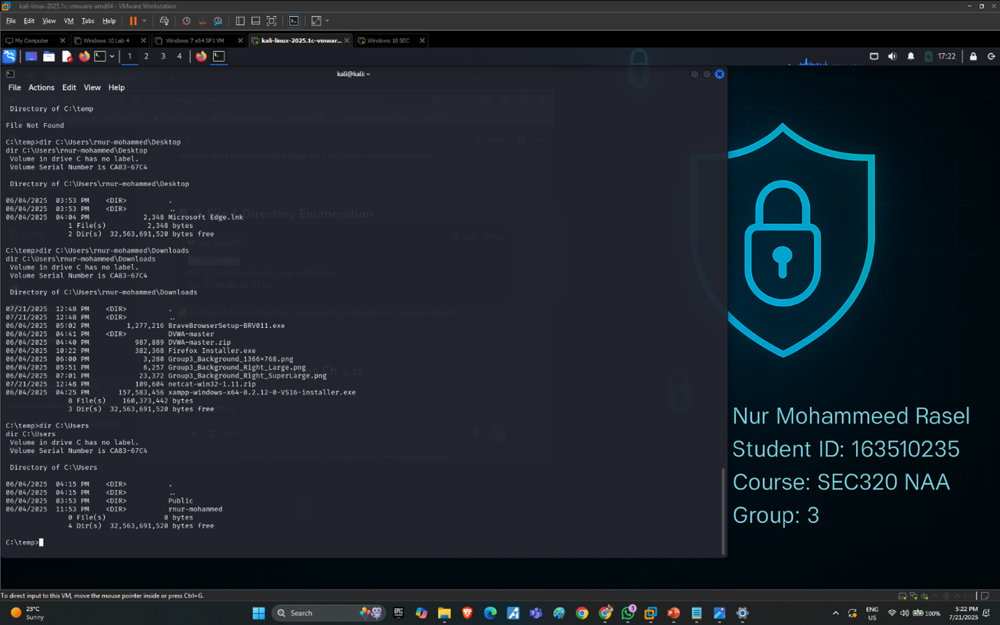 kali-linux-2025.1c-vmware-amd64 - VMware Workstation
File Edit View VM Tabs Help
My Computer Windows 10 Lab 4 Windows 7 x64 SP1 VM kali-linux-2025.1c-vmwar... Windows 10 SEC
1 2 3 4 17:22
kali@kali: ~
File Actions Edit View Help
Directory of C:\temp
File Not Found
C:\temp>dir C:\Users\rnur-mohammed\Desktop
dir C:\Users\rnur-mohammed\Desktop
Volume in drive C has no label.
Volume Serial Number is CA83-67C4
Directory of C:\Users\rnur-mohammed\Desktop
06/04/2025 03:53 PM <DIR> .
06/04/2025 03:53 PM <DIR> ..
06/04/2025 04:04 PM 2,348 Microsoft Edge.lnk
1 File(s) 2,348 bytes
2 Dir(s) 32,563,691,520 bytes free
C:\temp>dir C:\Users\rnur-mohammed\Downloads
dir C:\Users\rnur-mohammed\Downloads
Volume in drive C has no label.
Volume Serial Number is CA83-67C4
Directory of C:\Users\rnur-mohammed\Downloads
07/21/2025 12:48 PM <DIR> .
07/21/2025 12:48 PM <DIR> ..
06/04/2025 05:02 PM 1,277,216 BraveBrowserSetup-BRV011.exe
06/04/2025 04:41 PM <DIR> DVWA-master
06/04/2025 04:40 PM 987,889 DVWA-master.zip
06/04/2025 10:22 PM 382,368 Firefox Installer.exe
06/04/2025 06:00 PM 3,280 Group3_Background_1366×768.png
06/04/2025 05:51 PM 6,257 Group3_Background_Right_Large.png
06/04/2025 07:01 PM 23,372 Group3_Background_Right_SuperLarge.png
07/21/2025 12:48 PM 109,604 netcat-win32-1.11.zip
06/04/2025 04:25 PM 157,583,456 xampp-windows-x64-8.2.12-0-VS16-installer.exe
8 File(s) 160,373,442 bytes
3 Dir(s) 32,563,691,520 bytes free
C:\temp>dir C:\Users
dir C:\Users
Volume in drive C has no label.
Volume Serial Number is CA83-67C4
Directory of C:\Users
06/04/2025 04:15 PM <DIR> .
06/04/2025 04:15 PM <DIR> ..
06/04/2025 03:53 PM <DIR> Public
06/04/2025 11:53 PM <DIR> rnur-mohammed
0 File(s) 0 bytes
4 Dir(s) 32,563,691,520 bytes free
C:\temp>
Nur Mohammeed Rasel
Student ID: 163510235
Course: SEC320 NAA
Group: 3
To direct input to this VM, move the mouse pointer inside or press Ctrl+G.
23°C
Sunny
Search
EPIC GAMES
3
ENG
US
100%
5:22 PM
7/21/2025